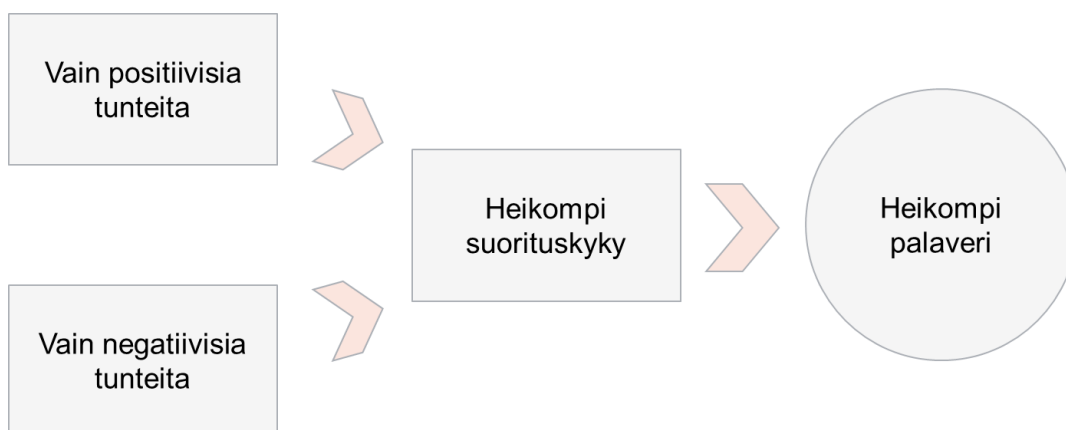 Vain positiivisia
tunteita
Vain negatiivisia
tunteita
Heikompi
suorituskyky
Heikompi
palaveri